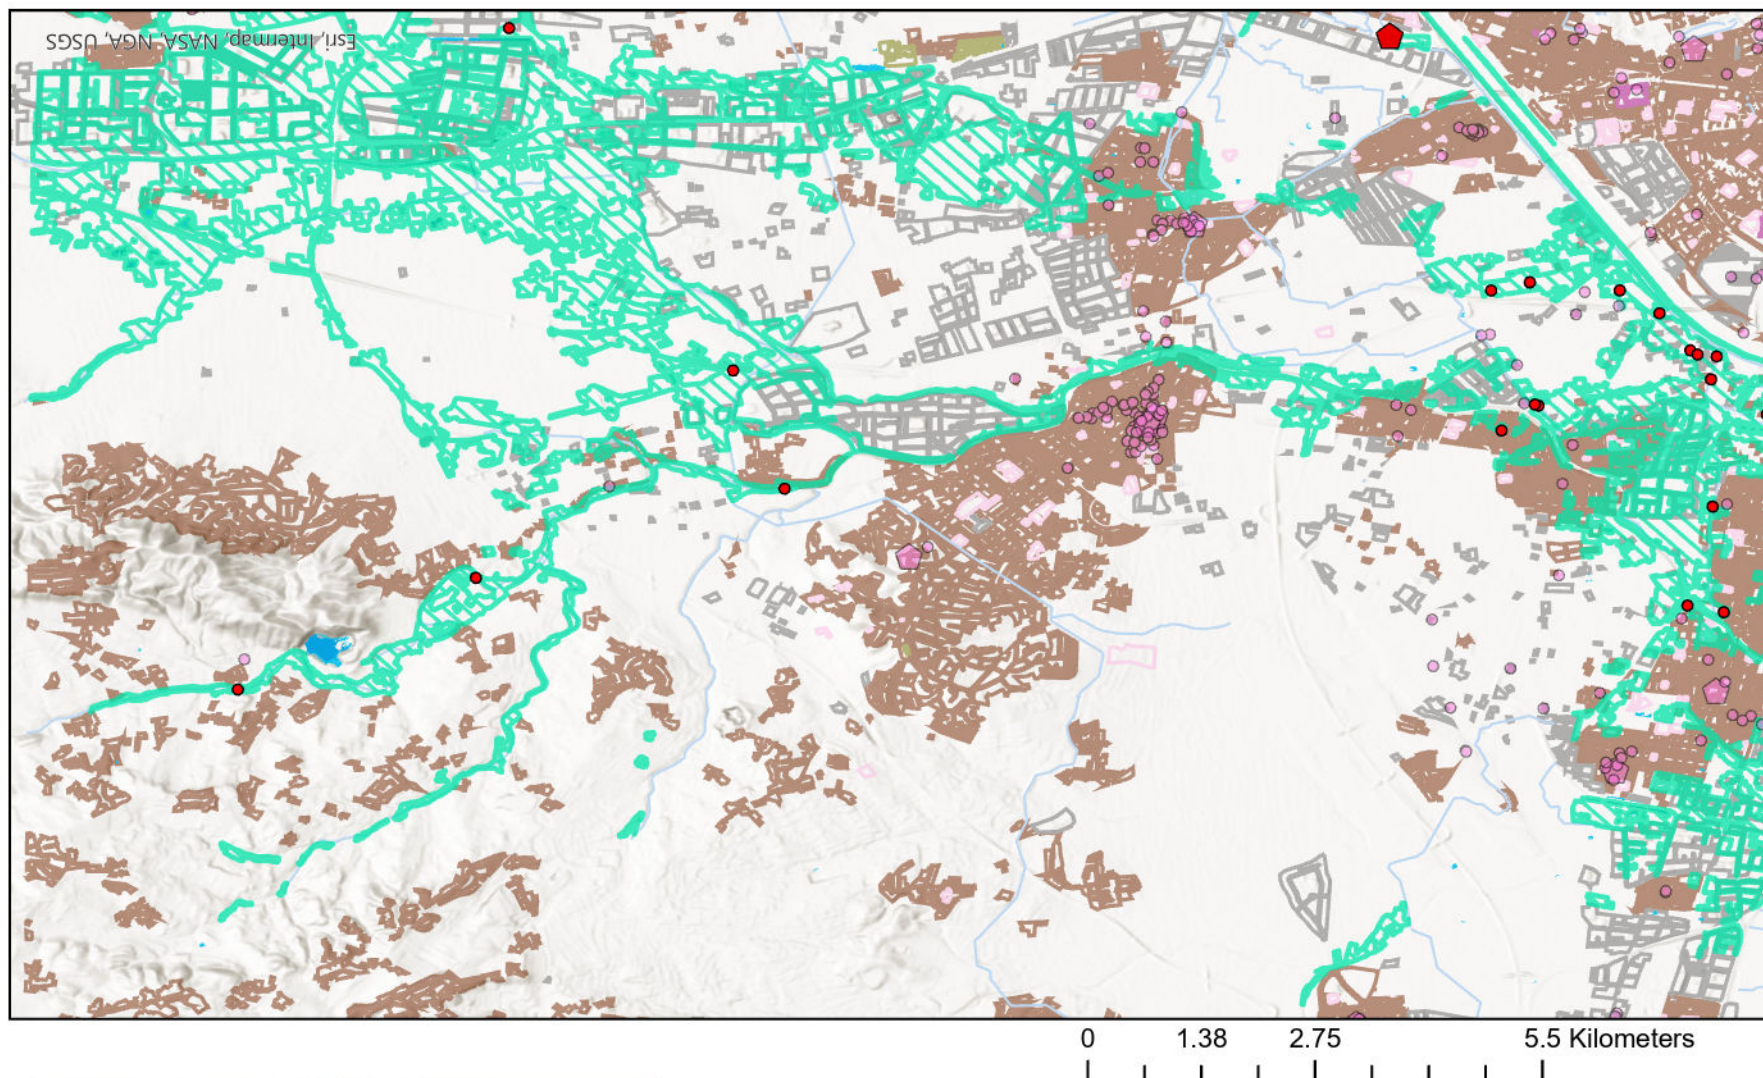 Esri, Intermap, NASA, NGA, USGS
0 1.38 2.75 5.5 Kilometers